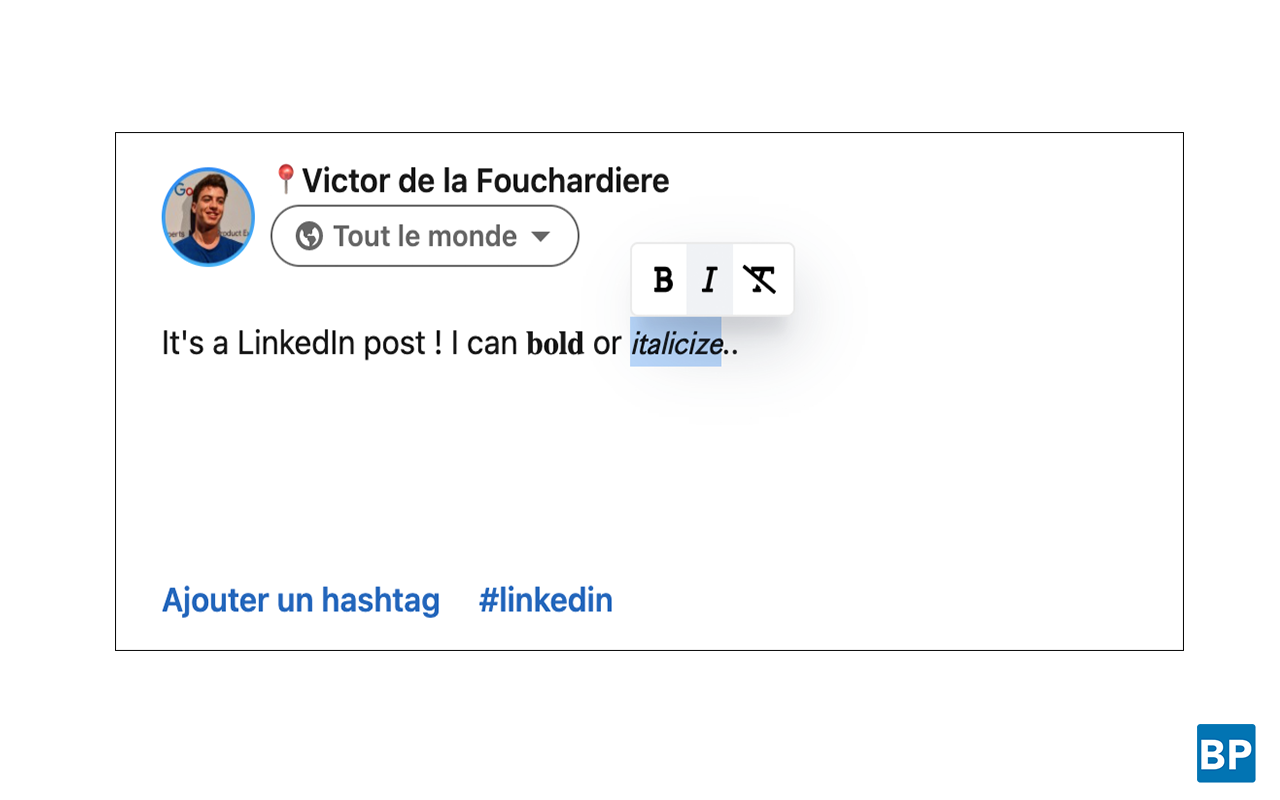 📍Victor de la Fouchardiere
Tout le monde
B I T
It's a LinkedIn post ! I can bold or italicize..
Ajouter un hashtag #linkedin
BP